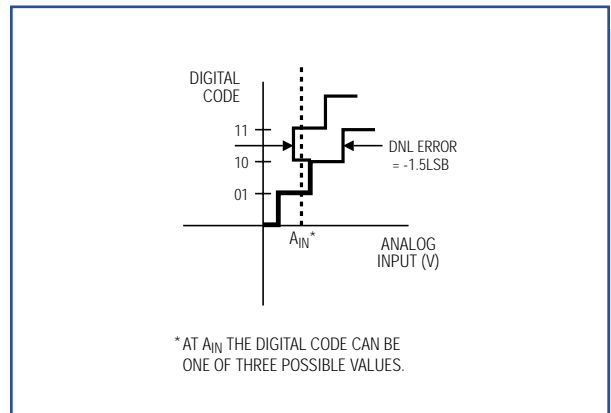 DIGITAL
CODE
11
10
01
DNL ERROR
= -1.5LSB
AIN*
ANALOG
INPUT (V)
* AT AIN THE DIGITAL CODE CAN BE
ONE OF THREE POSSIBLE VALUES.